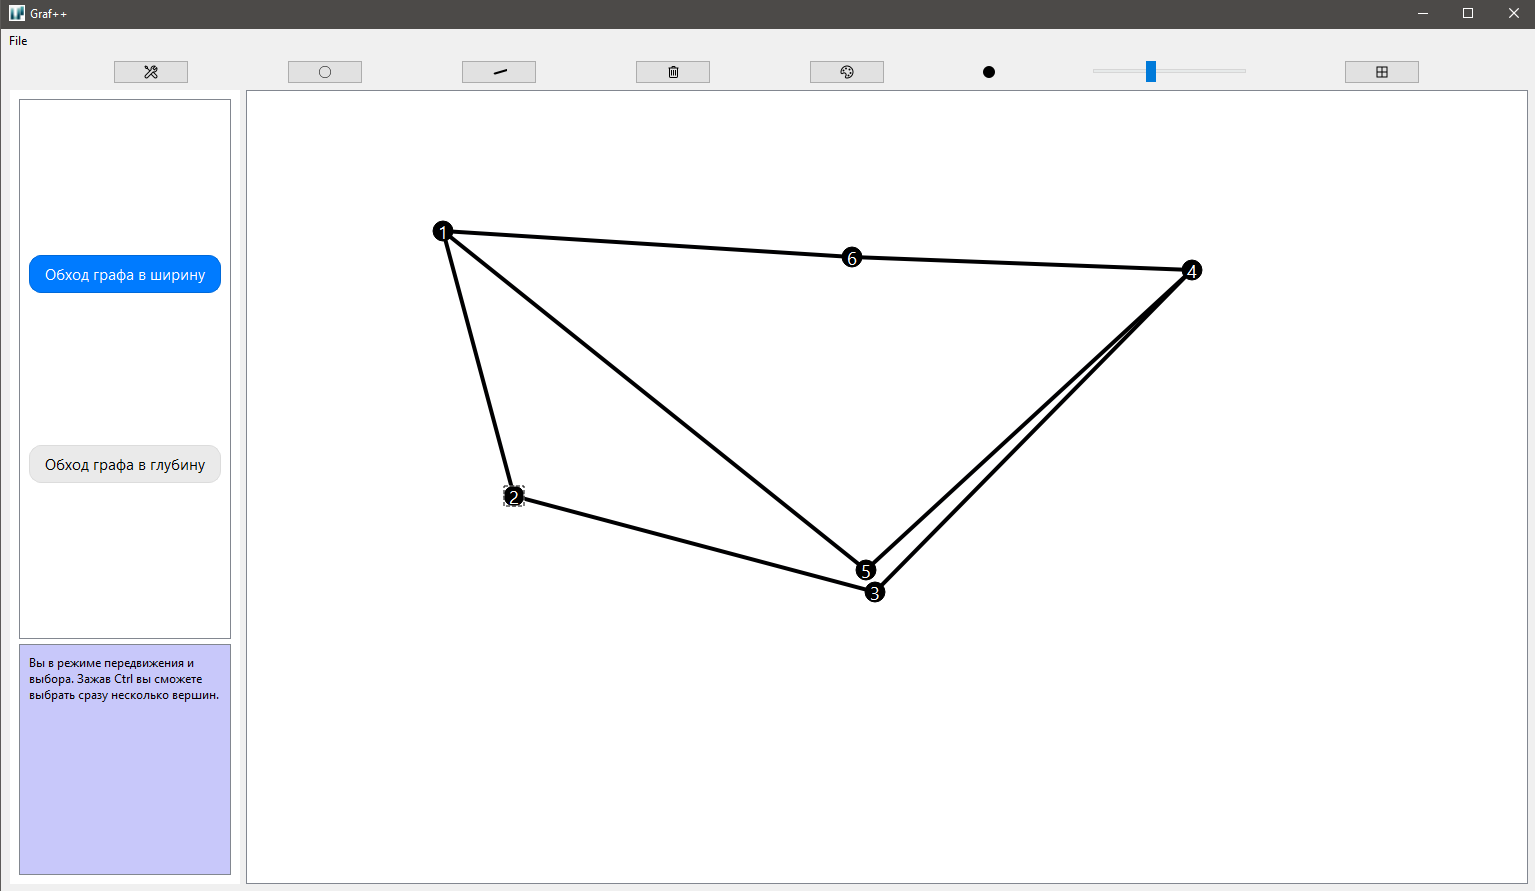 Graf++
File
Обход графа в ширину
Обход графа в глубину
Вы в режиме передвижения и
выбора. Зажав Ctrl вы сможете
выбрать сразу несколько вершин.
1
6
4
2
5
3